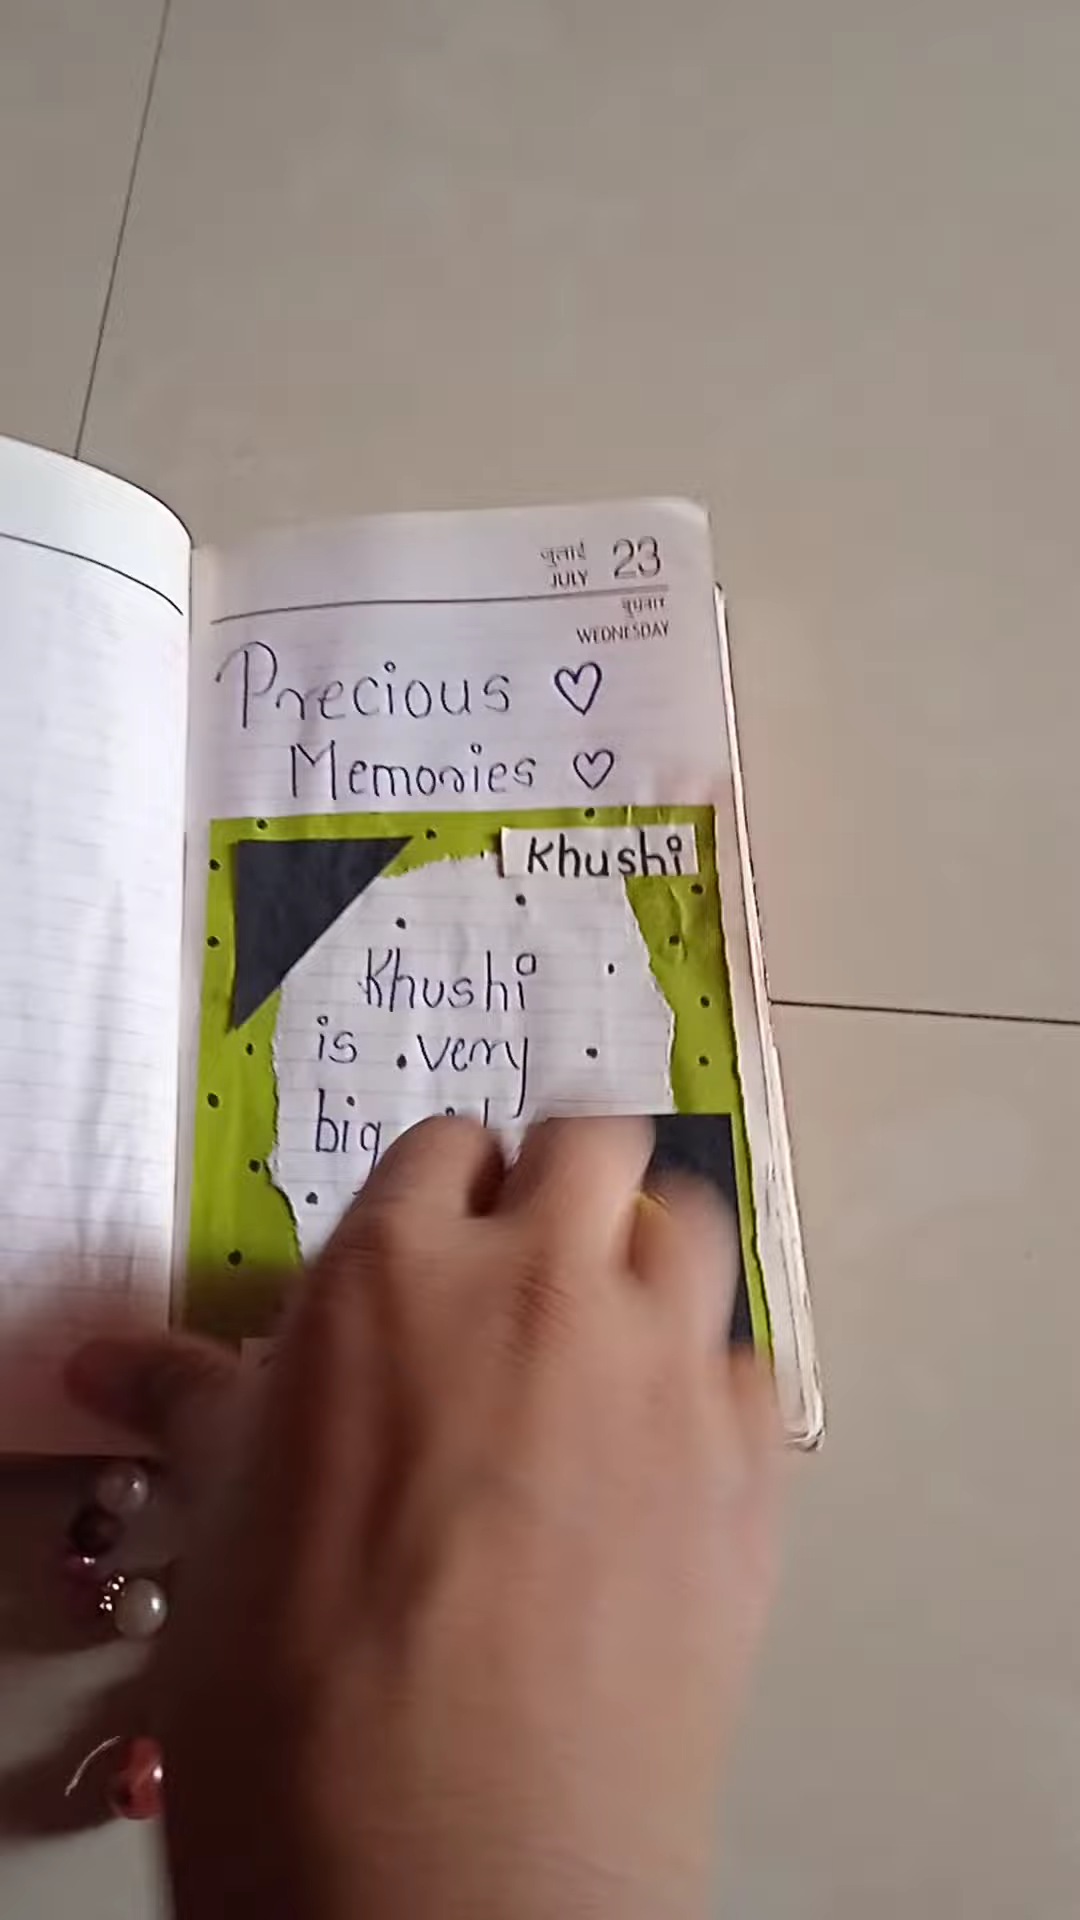 जुलाई 23
JULY
बुधवार
WEDNESDAY
Precious
Memories
Khushi
Khushi
is very
big